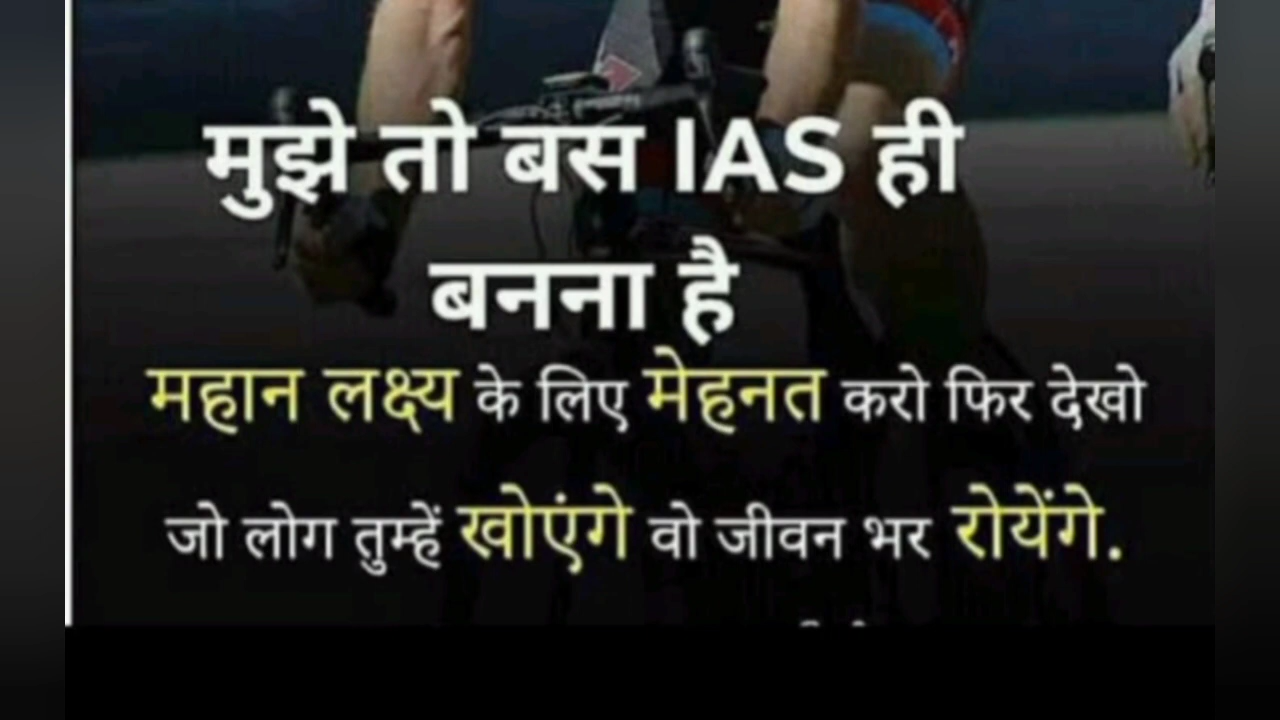 मुझे तो बस IAS ही
बनना है
महान लक्ष्य के लिए मेहनत करो फिर देखो
जो लोग तुम्हें खोएंगे वो जीवन भर रोयेंगे.